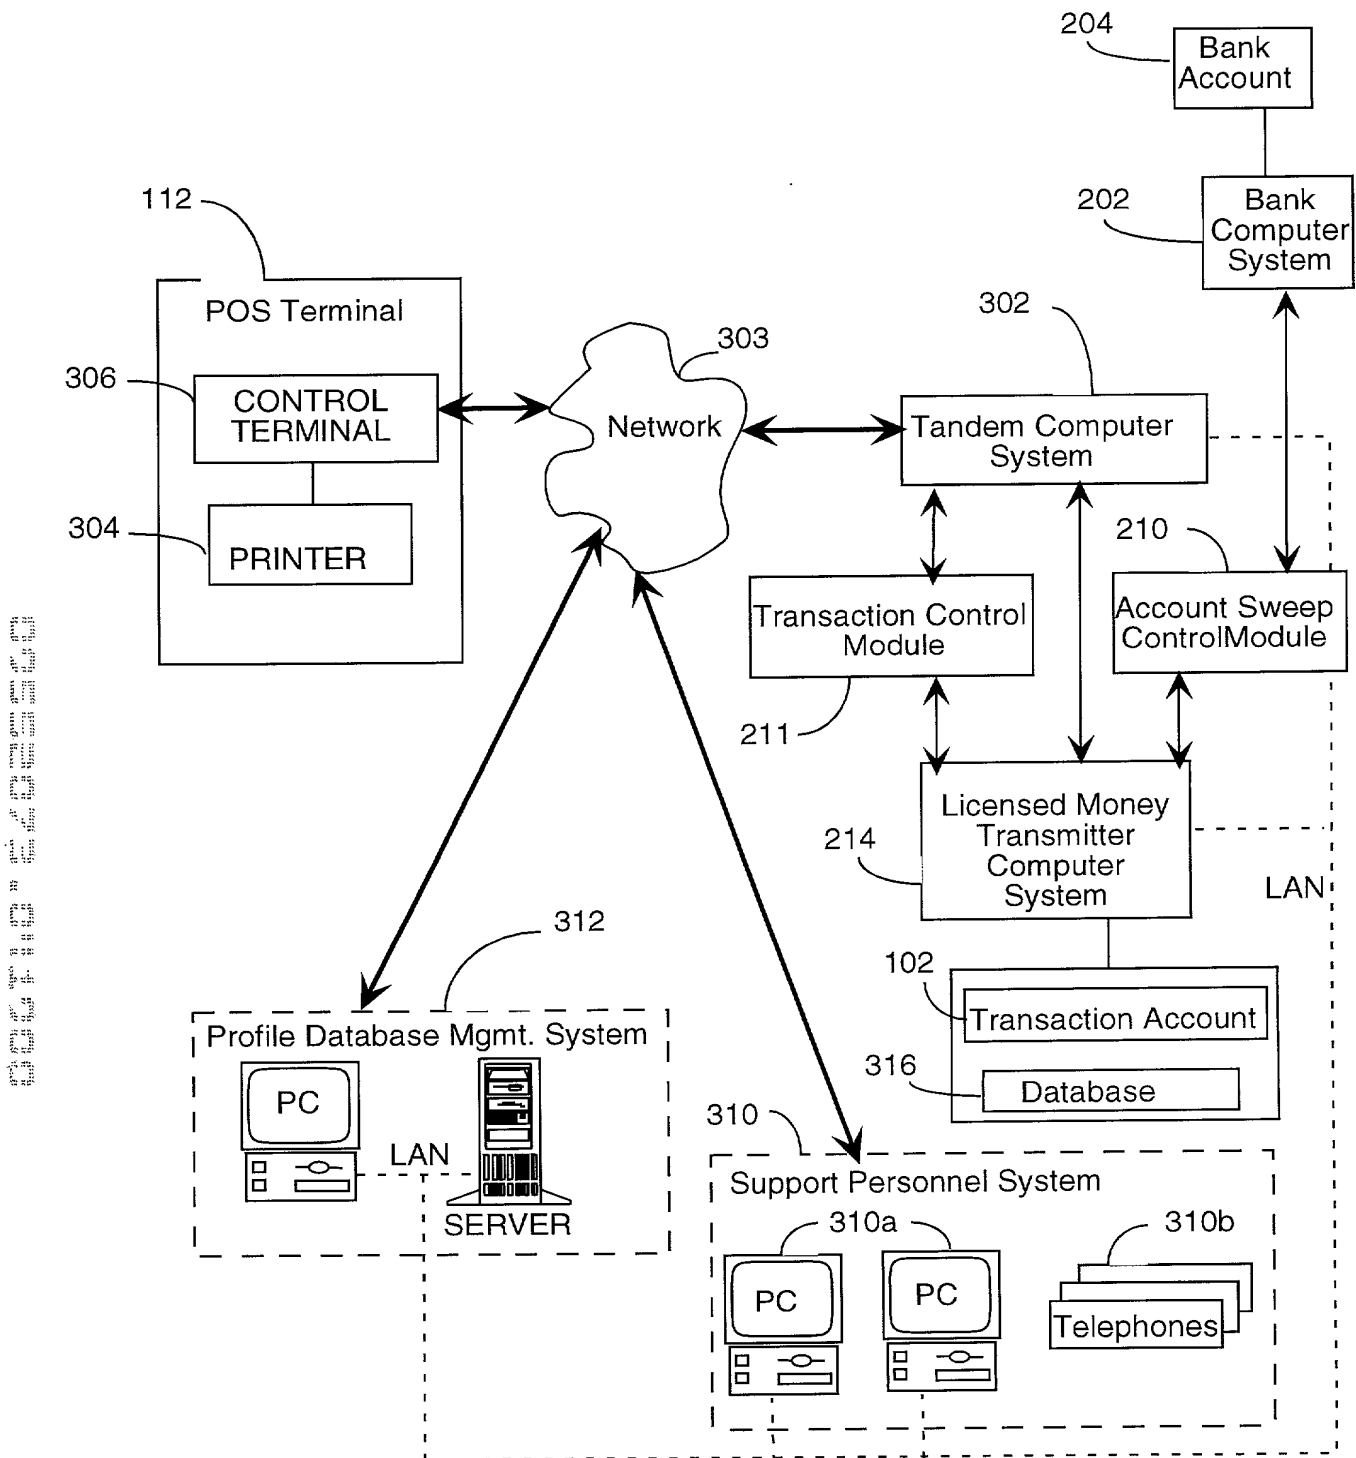 204
Bank
Account
112
202
Bank
Computer
System
POS Terminal
302
303
306
CONTROL
TERMINAL
Network
Tandem Computer
System
304
PRINTER
210
Transaction Control
Module
Account Sweep
ControlModule
211
Licensed Money
Transmitter
Computer
System
214
LAN
312
102
Transaction Account
Profile Database Mgmt. System
316
Database
PC
310
LAN
SERVER
Support Personnel System
310a
310b
PC
PC
Telephones